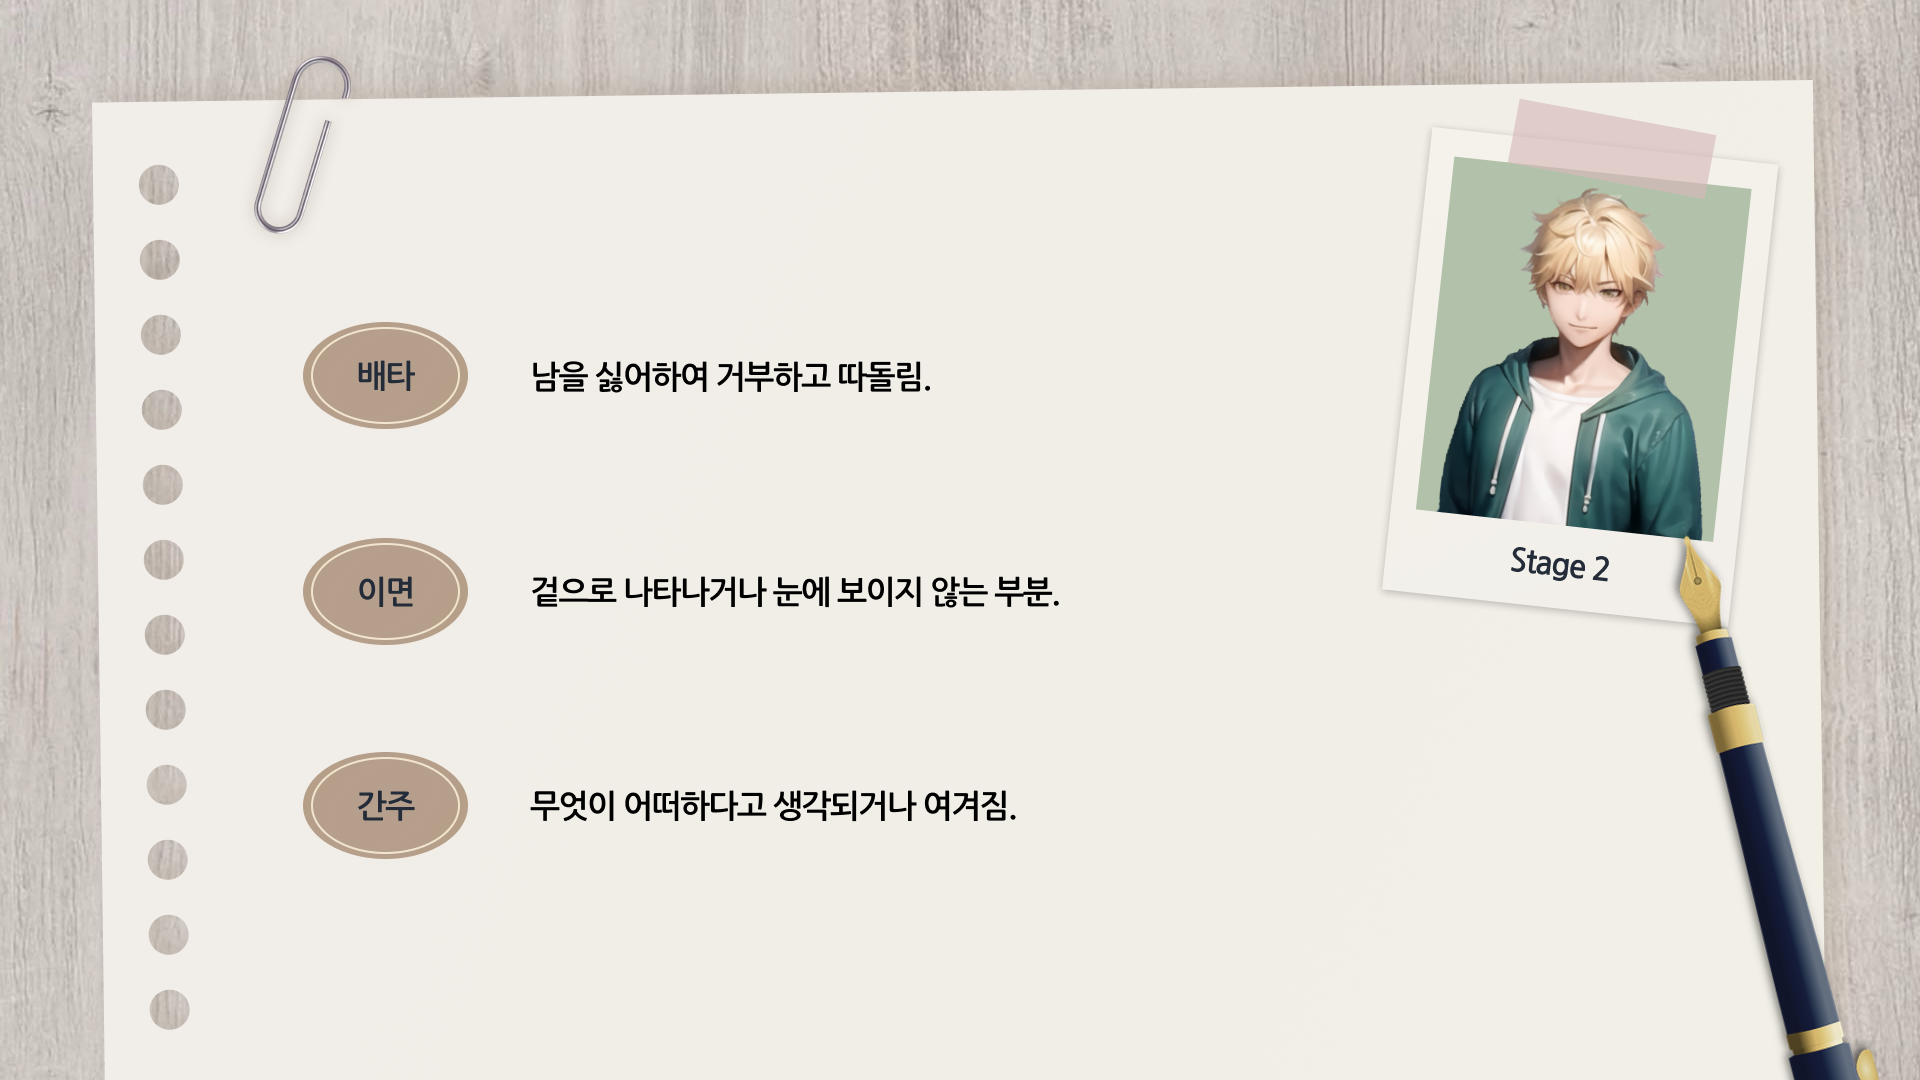 배타
남을 싫어하여 거부하고 따돌림.
이면
겉으로 나타나거나 눈에 보이지 않는 부분.
간주
무엇이 어떠하다고 생각되거나 여겨짐.
Stage 2